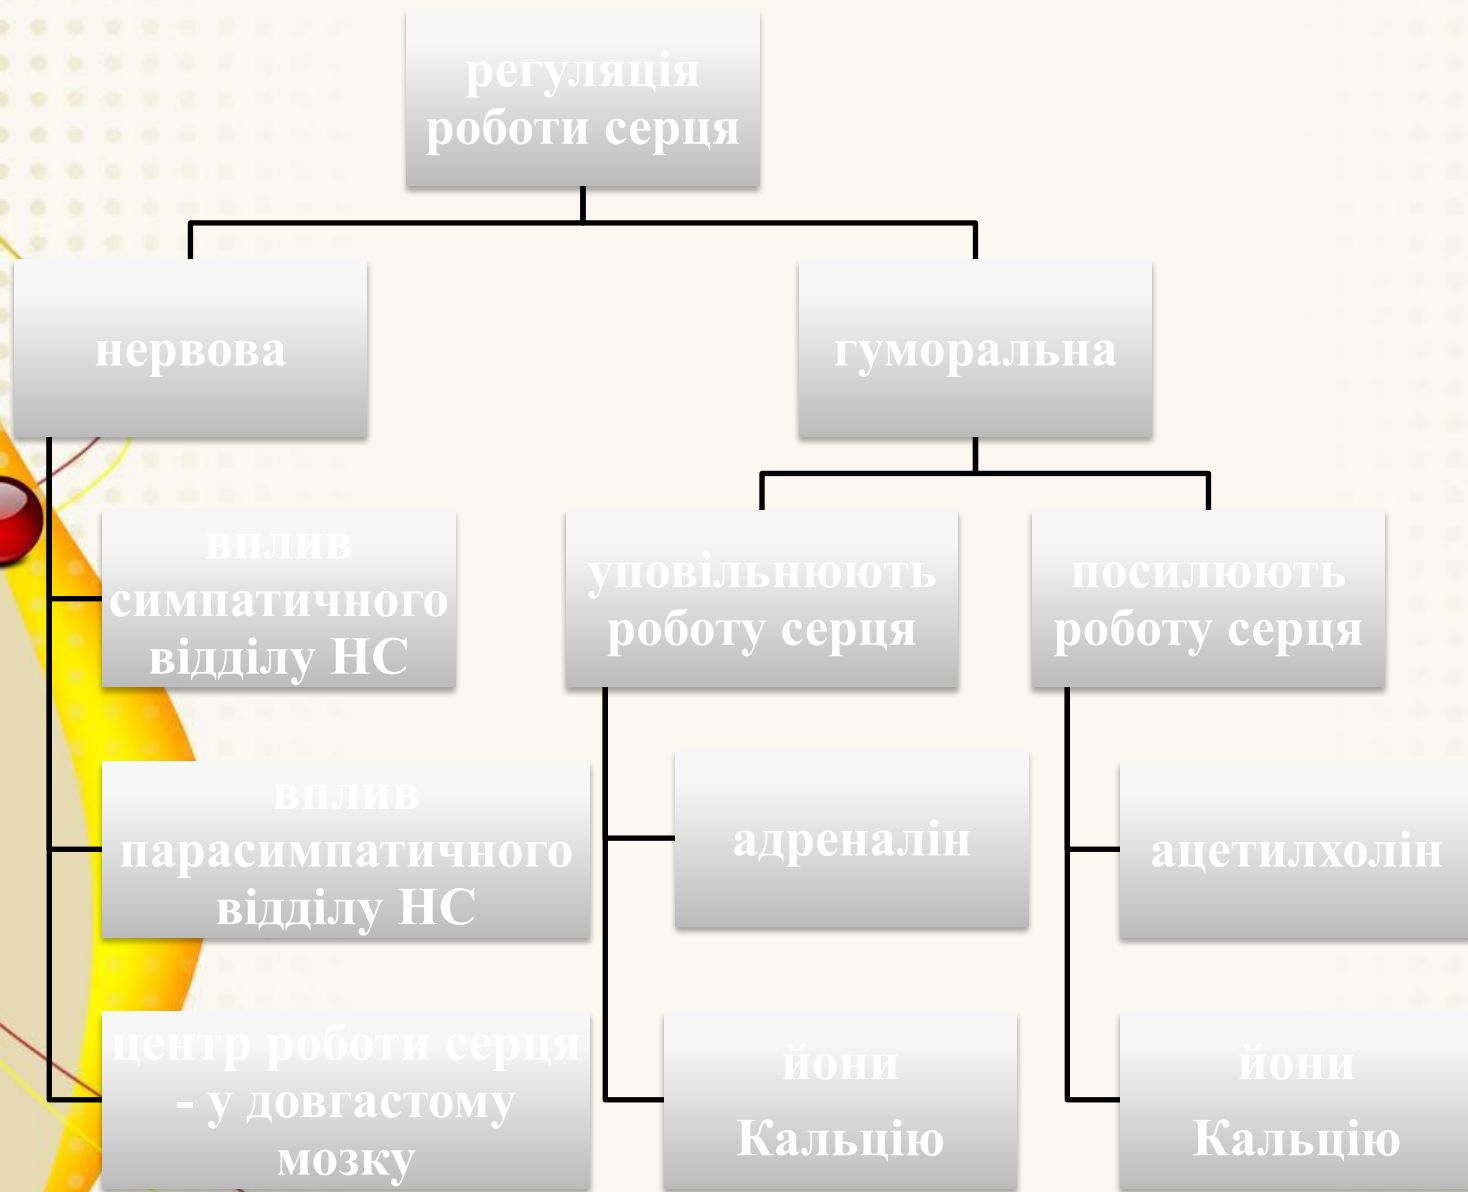 регуляція
роботи серця
нервова
гуморальна
вплив
симпатичного
відділу НС
уповільнюють
роботу серця
посилюють
роботу серця
вплив
парасимпатичного
відділу НС
адреналін
ацетилхолін
центр роботи серця
- у довгастому
мозку
йони
Кальцію
йони
Кальцію